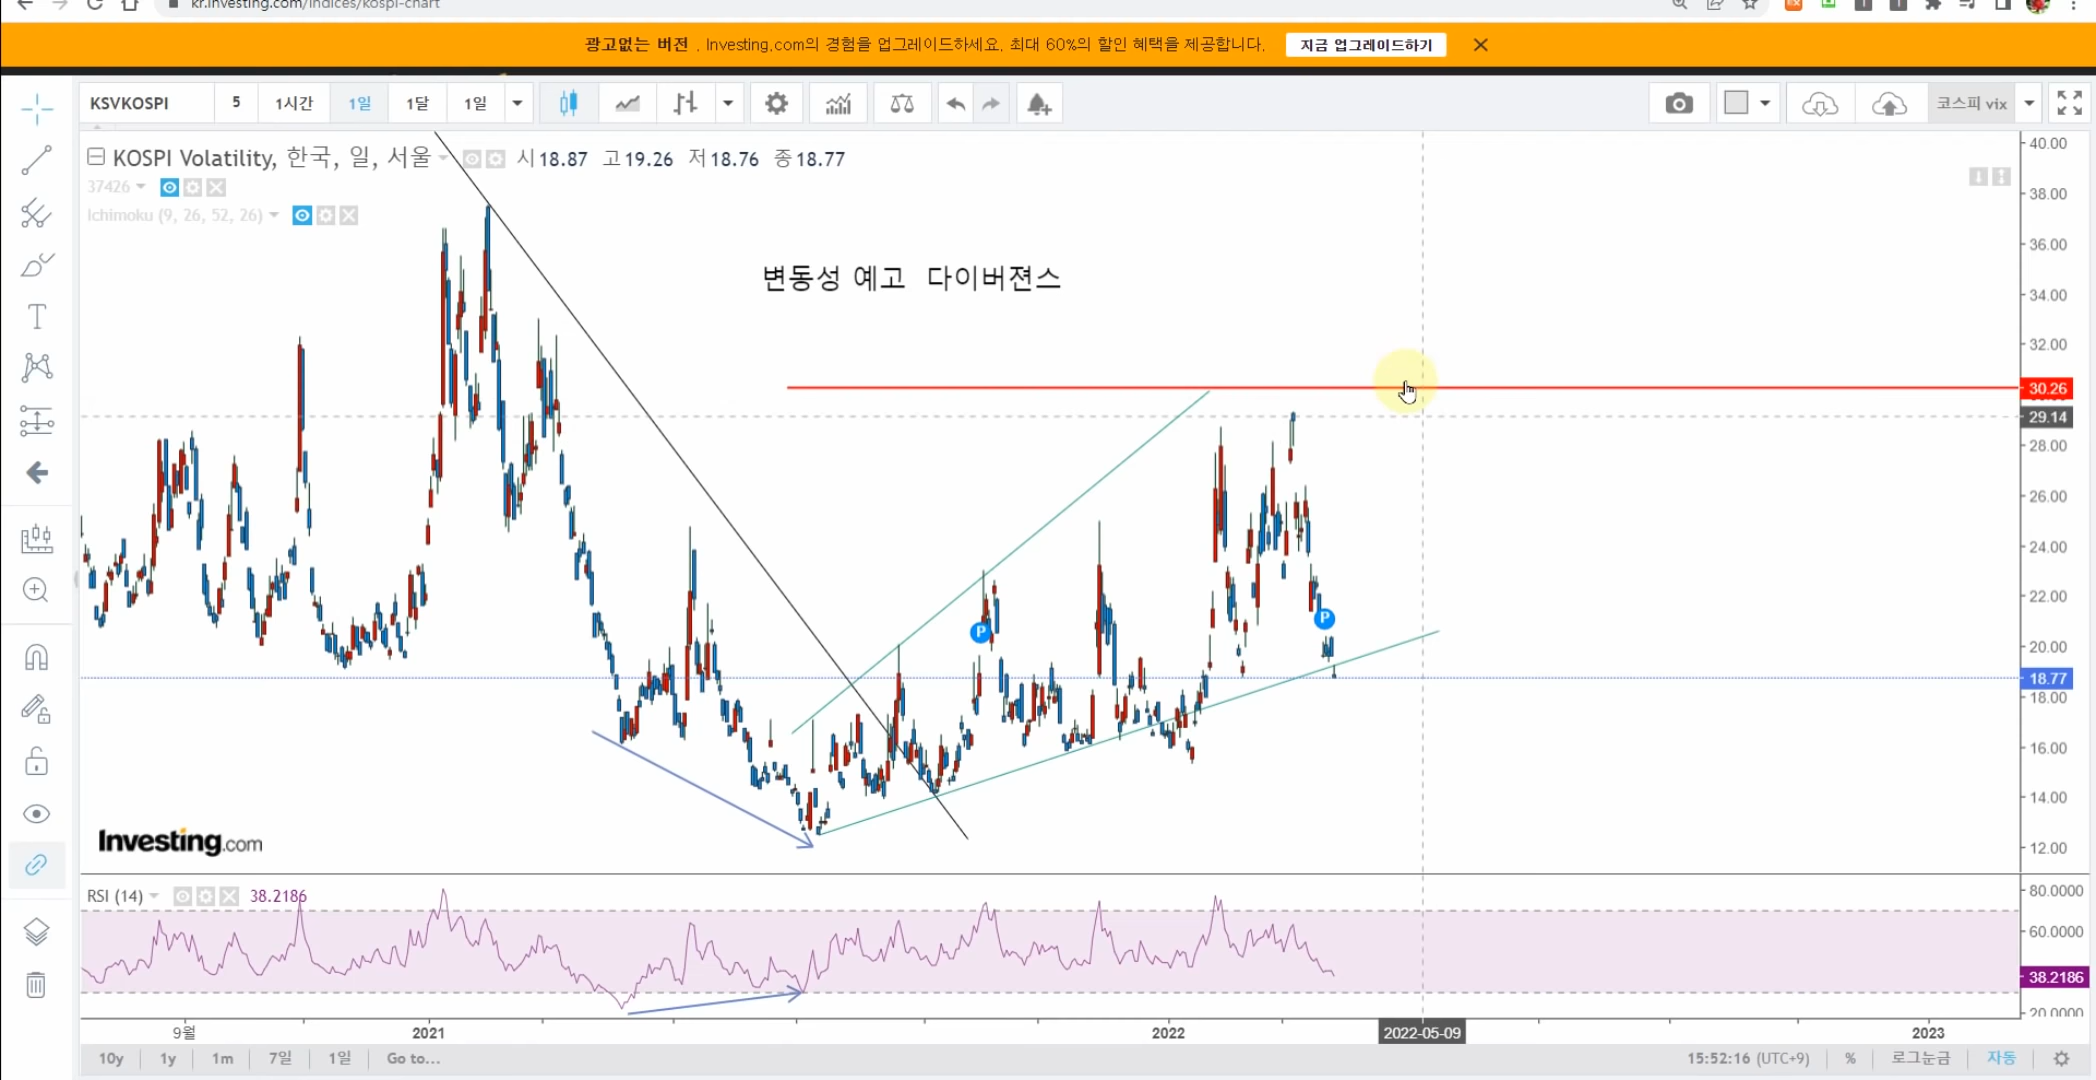 kr.investing.com/indices/kospi-chart
광고없는 버전 . Investing.com의 경험을 업그레이드하세요. 최대 60%의 할인 혜택을 제공합니다. 지금 업그레이드하기
KSVKOSPI 5 1시간 1일 1달 1일 코스피 vix
KOSPI Volatility, 한국, 일, 서울 시18.87 고19.26 저18.76 종18.77
37426
Ichimoku (9, 26, 52, 26)
변동성 예고 다이버젼스
40.00
38.00
36.00
34.00
32.00
30.26
29.14
28.00
26.00
24.00
22.00
P
P
20.00
18.77
18.00
16.00
14.00
12.00
Investing.com
RSI (14) 38.2186
80.0000
60.0000
38.2186
20.0000
9월 2021 2022 2022-05-09 2023
10y 1y 1m 7일 1일 Go to... 15:52:16 (UTC+9) % 로그눈금 자동